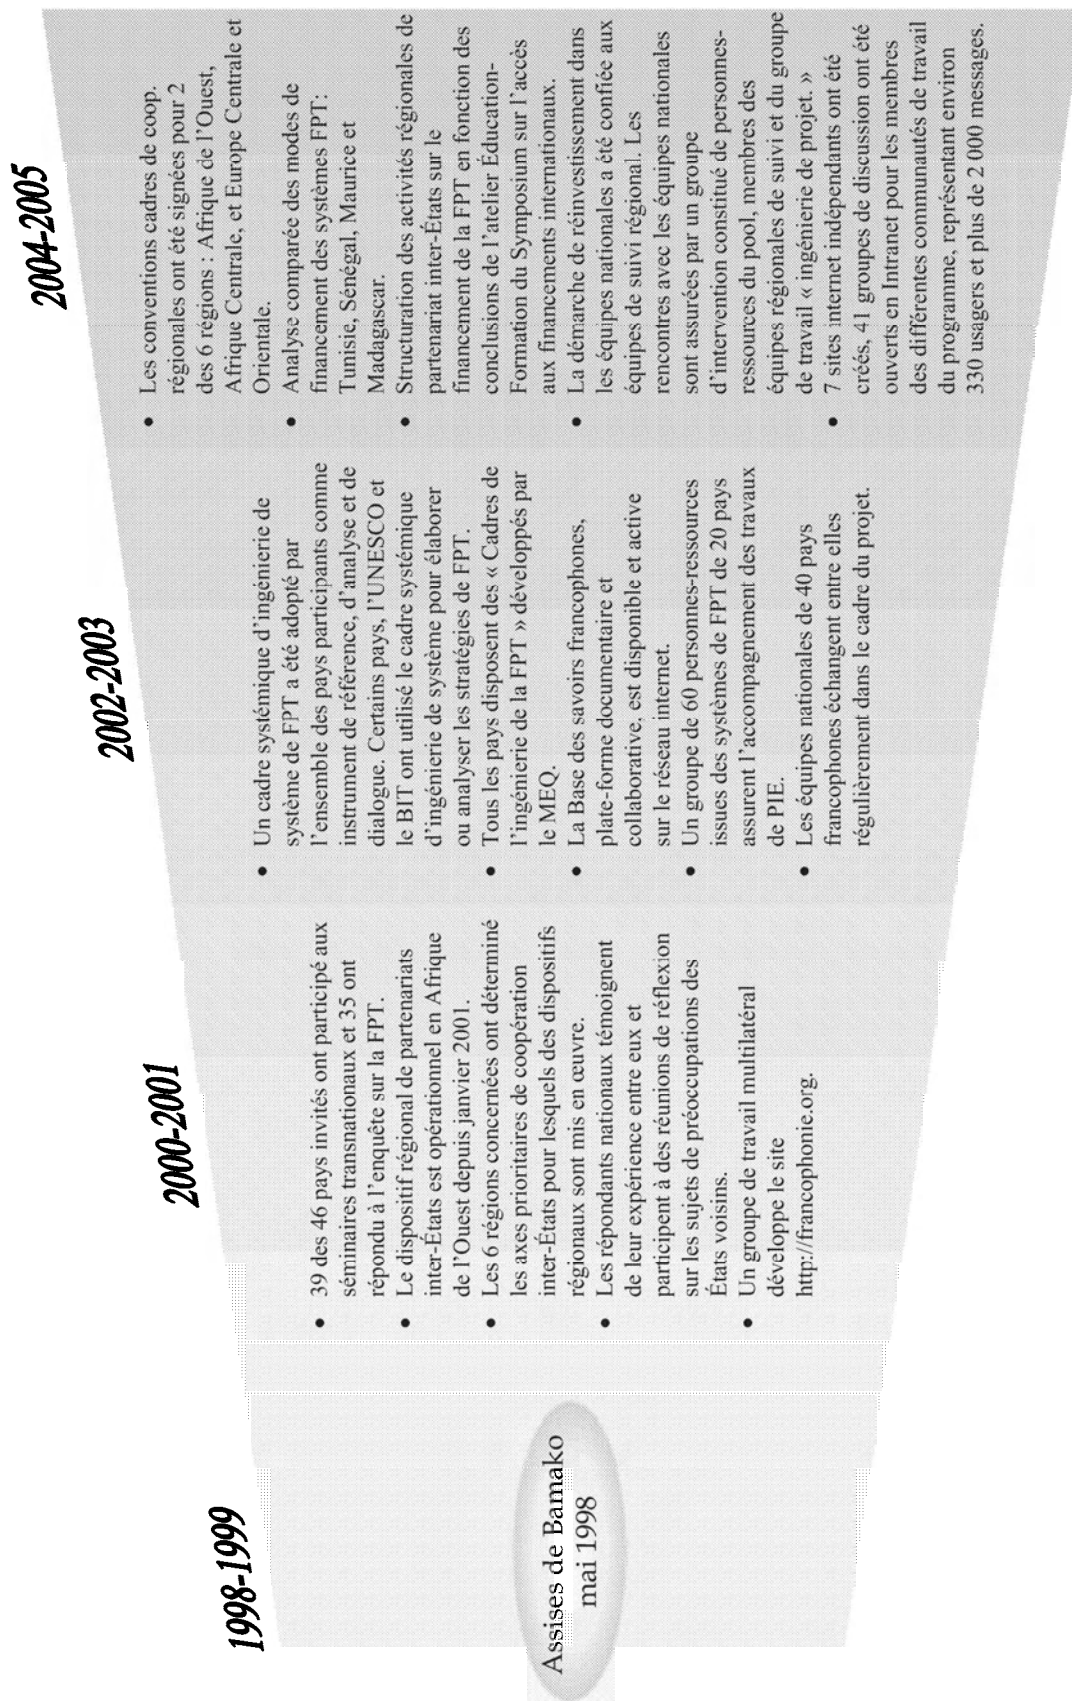 1998-1999
Assises de Bamako
mai 1998
2000-2001
• 39 des 46 pays invités ont participé aux
séminaires transnationaux et 35 ont
répondu à l'enquête sur la FPT.
• Le dispositif régional de partenariats
inter-États est opérationnel en Afrique
de l'Ouest depuis janvier 2001.
• Les 6 régions concernées ont déterminé
les axes prioritaires de coopération
inter-États pour lesquels des dispositifs
régionaux sont mis en œuvre.
• Les répondants nationaux témoignent
de leur expérience entre eux et
participent à des réunions de réflexion
sur les sujets de préoccupations des
États voisins.
• Un groupe de travail multilatéral
développe le site
http://francophonie.org.
2002-2003
• Un cadre systémique d'ingénierie de
système de FPT a été adopté par
l'ensemble des pays participants comme
instrument de référence, d'analyse et de
dialogue. Certains pays, l'UNESCO et
le BIT ont utilisé le cadre systémique
d'ingénierie de système pour élaborer
ou analyser les stratégies de FPT.
• Tous les pays disposent des « Cadres de
l'ingénierie de la FPT » développés par
le MEQ.
• La Base des savoirs francophones,
plate-forme documentaire et
collaborative, est disponible et active
sur le réseau internet.
• Un groupe de 60 personnes-ressources
issues des systèmes de FPT de 20 pays
assurent l'accompagnement des travaux
de PIE.
• Les équipes nationales de 40 pays
francophones échangent entre elles
régulièrement dans le cadre du projet.
2004-2005
• Les conventions cadres de coop.
régionales ont été signées pour 2
des 6 régions : Afrique de l'Ouest,
Afrique Centrale, et Europe Centrale et
Orientale.
• Analyse comparée des modes de
financement des systèmes FPT:
Tunisie, Sénégal, Maurice et
Madagascar.
• Structuration des activités régionales de
partenariat inter-États sur le
financement de la FPT en fonction des
conclusions de l'atelier Éducation-
Formation du Symposium sur l'accès
aux financements internationaux.
• La démarche de réinvestissement dans
les équipes nationales a été confiée aux
équipes de suivi régional. Les
rencontres avec les équipes nationales
sont assurées par un groupe
d'intervention constitué de personnes-
ressources du pool, membres des
équipes régionales de suivi et du groupe
de travail « ingénierie de projet. »
• 7 sites internet indépendants ont été
créés, 41 groupes de discussion ont été
ouverts en Intranet pour les membres
des différentes communautés de travail
du programme, représentant environ
330 usagers et plus de 2 000 messages.